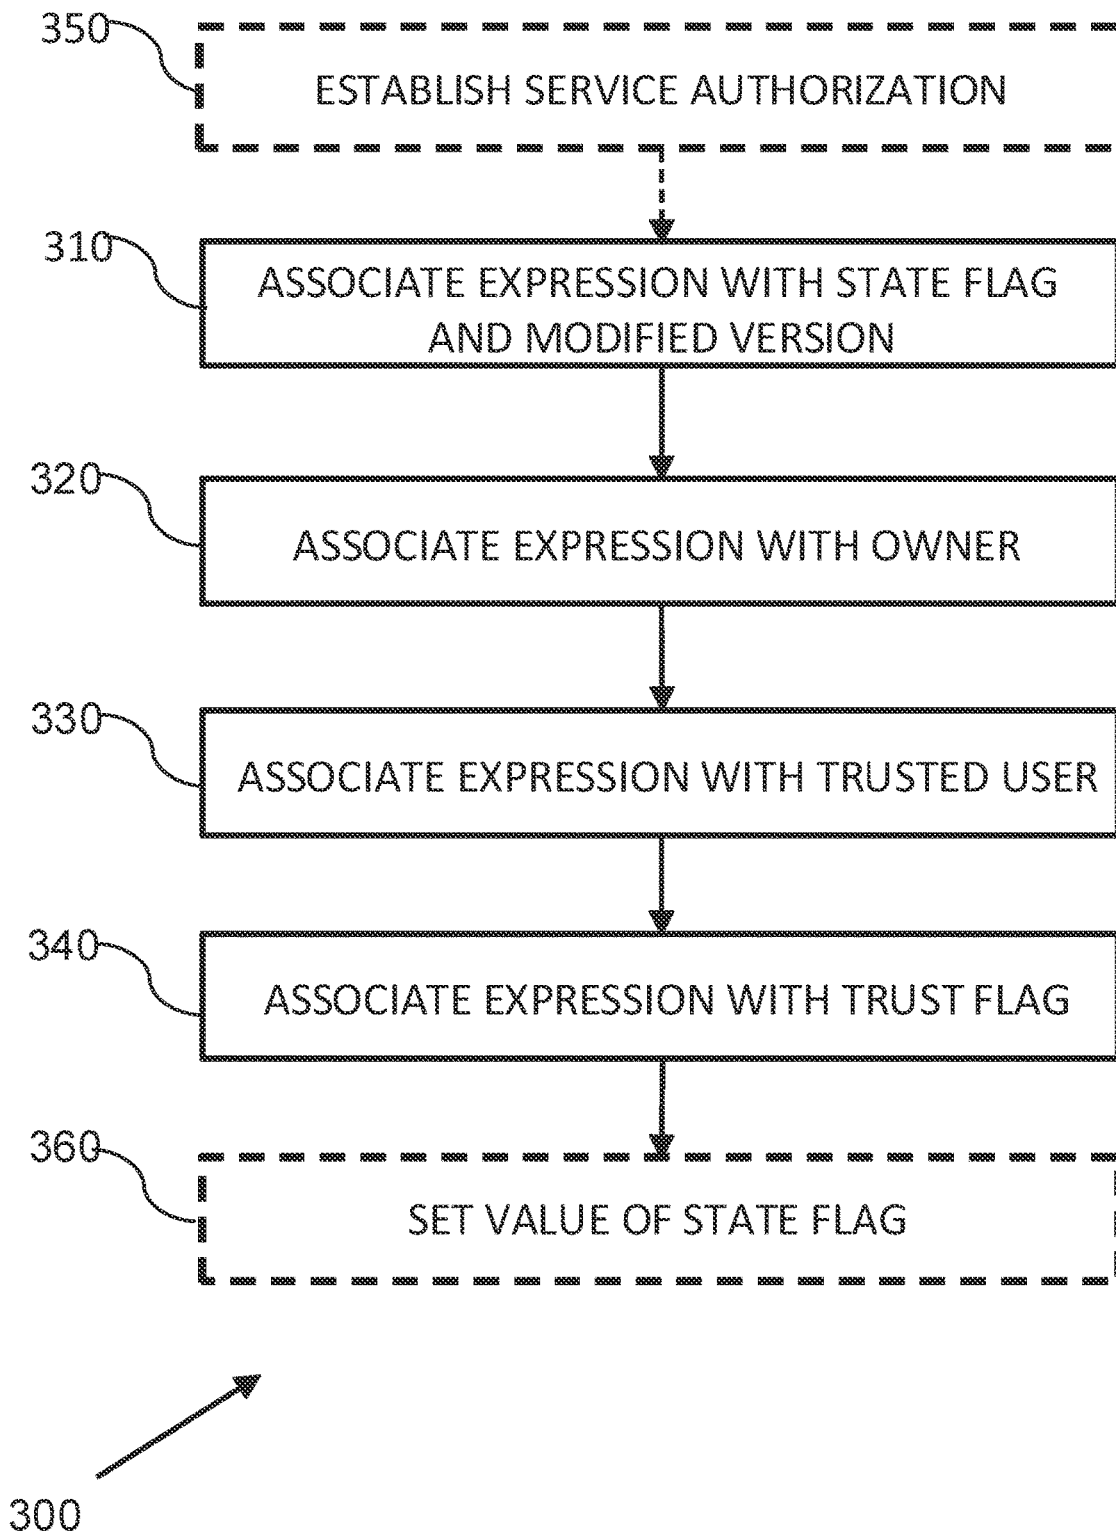 350
ESTABLISH SERVICE AUTHORIZATION
310
ASSOCIATE EXPRESSION WITH STATE FLAG
AND MODIFIED VERSION
320
ASSOCIATE EXPRESSION WITH OWNER
330
ASSOCIATE EXPRESSION WITH TRUSTED USER
340
ASSOCIATE EXPRESSION WITH TRUST FLAG
360
SET VALUE OF STATE FLAG
300